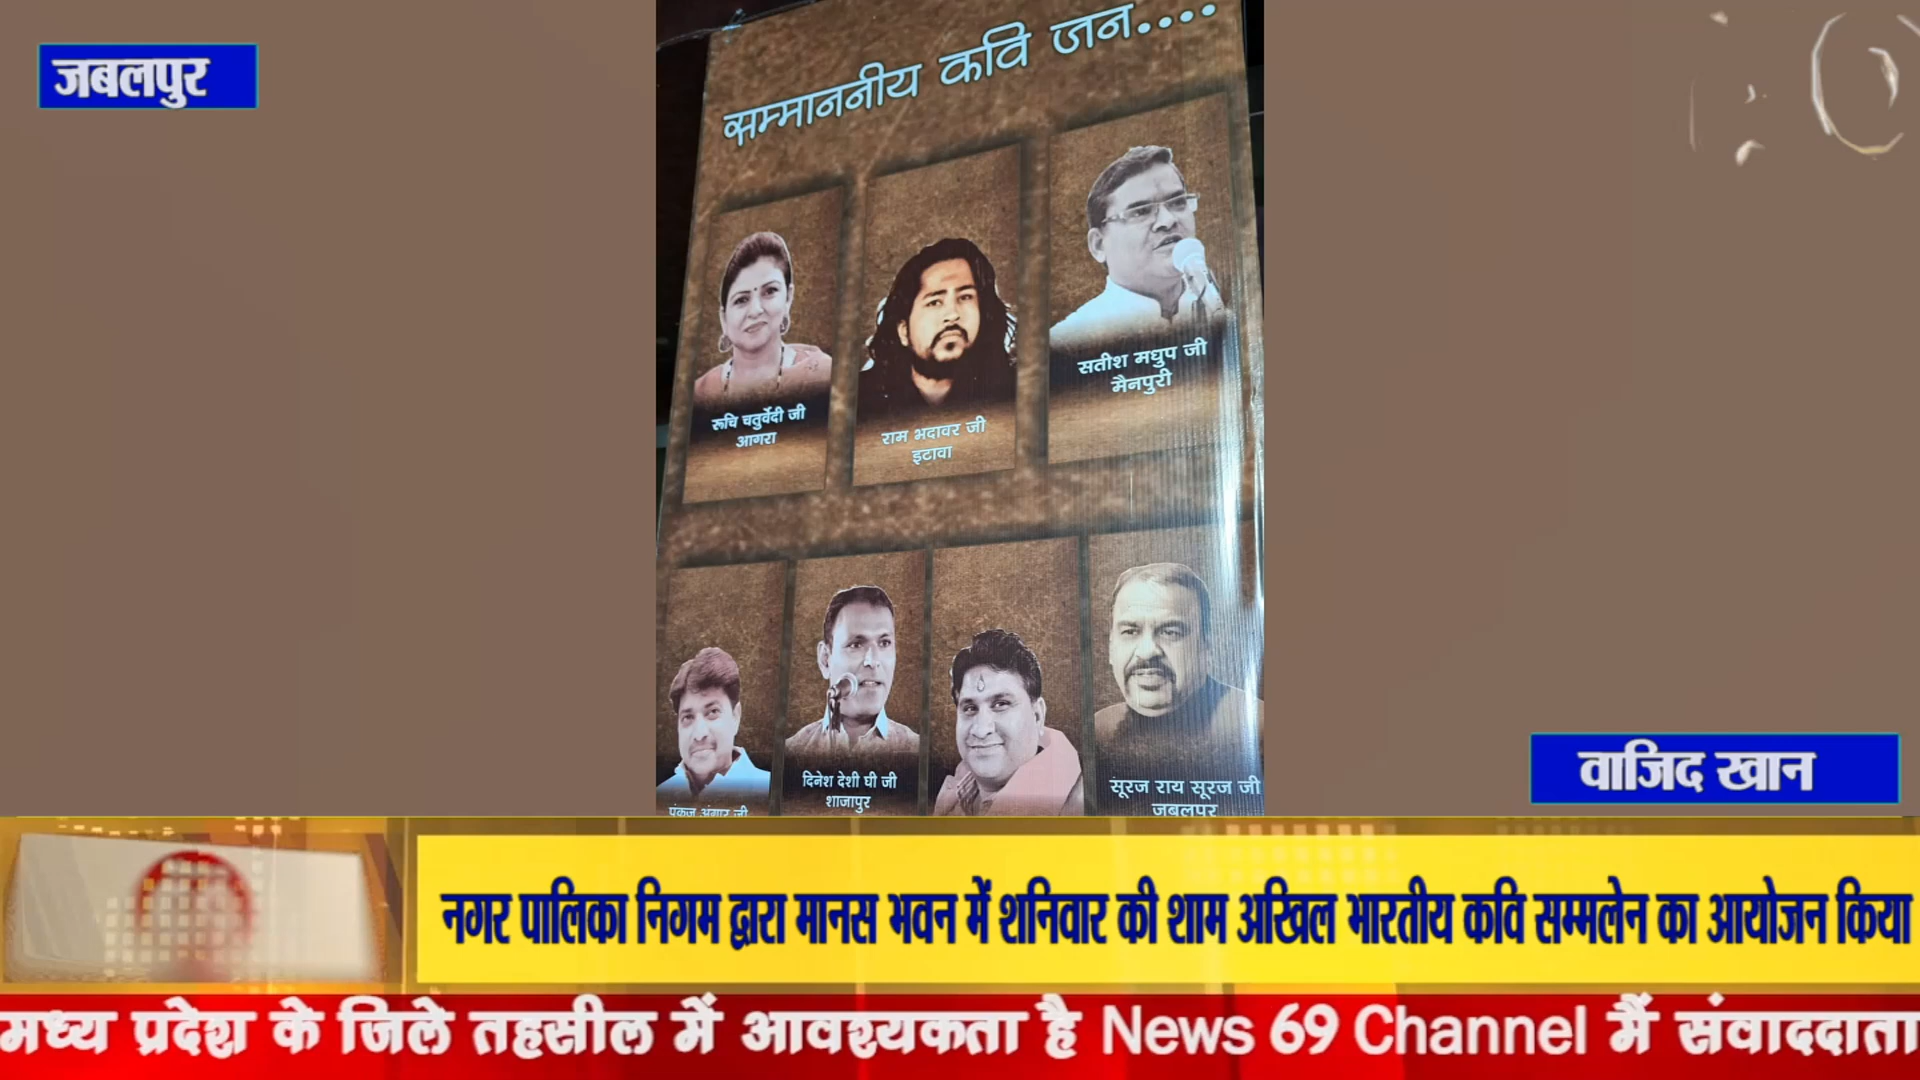 जबलपुर
सम्माननीय कवि जन....
रूचि चतुर्वेदी जी
आगरा
राम भदावर जी
इटावा
सतीश मधुप जी
मैनपुरी
पंकज अंगार जी
दिनेश देशी घी जी
शाजापुर
सूरज राय सूरज जी
जबलपुर
वाजिद खान
नगर पालिका निगम द्वारा मानस भवन में शनिवार की शाम अखिल भारतीय कवि सम्मलेन का आयोजन किया
मध्य प्रदेश के जिले तहसील में आवश्यकता है News 69 Channel मैं संवाददाता